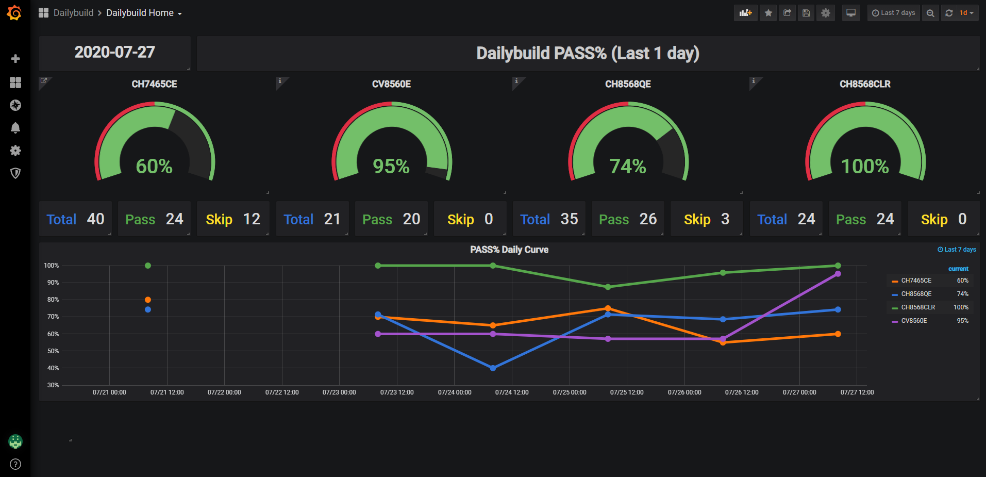 Dailybuild > Dailybuild Home
Last 7 days
1d
2020-07-27
Dailybuild PASS% (Last 1 day)
CH7465CE
CV8560E
CH8568QE
CH8568CLR
60%
95%
74%
100%
Total 40 Pass 24 Skip 12 Total 21 Pass 20 Skip 0 Total 35 Pass 26 Skip 3 Total 24 Pass 24 Skip 0
PASS% Daily Curve
Last 7 days
100%
90%
80%
70%
60%
50%
40%
30%
07/21 00:00 07/21 12:00 07/22 00:00 07/22 12:00 07/23 00:00 07/23 12:00 07/24 00:00 07/24 12:00 07/25 00:00 07/25 12:00 07/26 00:00 07/26 12:00 07/27 00:00 07/27 12:00
current
CH7465CE 60%
CH8568QE 74%
CH8568CLR 100%
CV8560E 95%